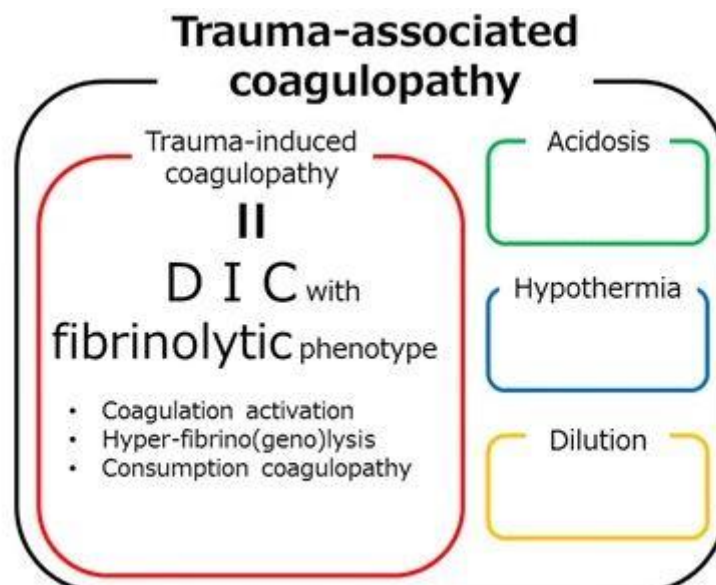 Trauma-associated
coagulopathy
Trauma-induced
coagulopathy
=
D I C with
fibrinolytic phenotype
• Coagulation activation
• Hyper-fibrino(geno)lysis
• Consumption coagulopathy
Acidosis
Hypothermia
Dilution